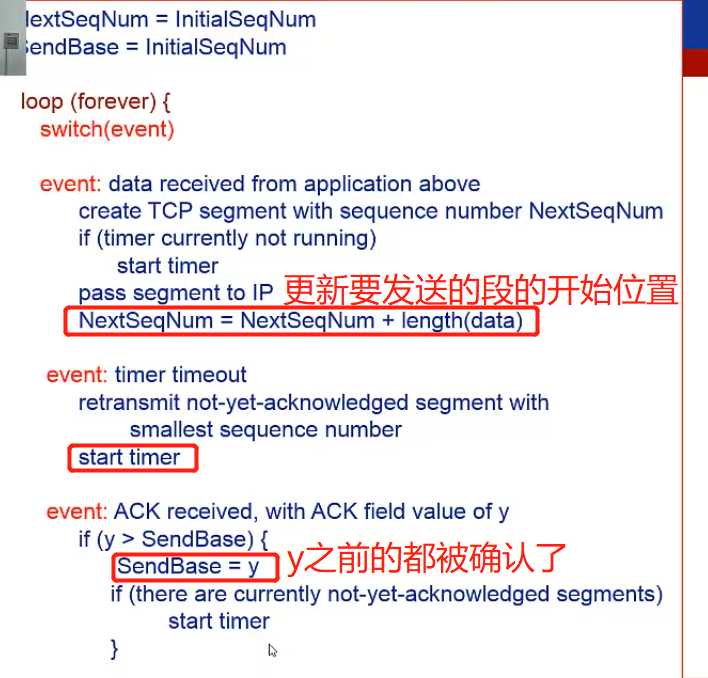 NextSeqNum = InitialSeqNum
SendBase = InitialSeqNum
loop (forever) {
switch(event)
event: data received from application above
create TCP segment with sequence number NextSeqNum
if (timer currently not running)
start timer
pass segment to IP 更新要发送的段的开始位置
NextSeqNum = NextSeqNum + length(data)
event: timer timeout
retransmit not-yet-acknowledged segment with
smallest sequence number
start timer
event: ACK received, with ACK field value of y
if (y > SendBase) {
SendBase = y y之前的都被确认了
if (there are currently not-yet-acknowledged segments)
start timer
}